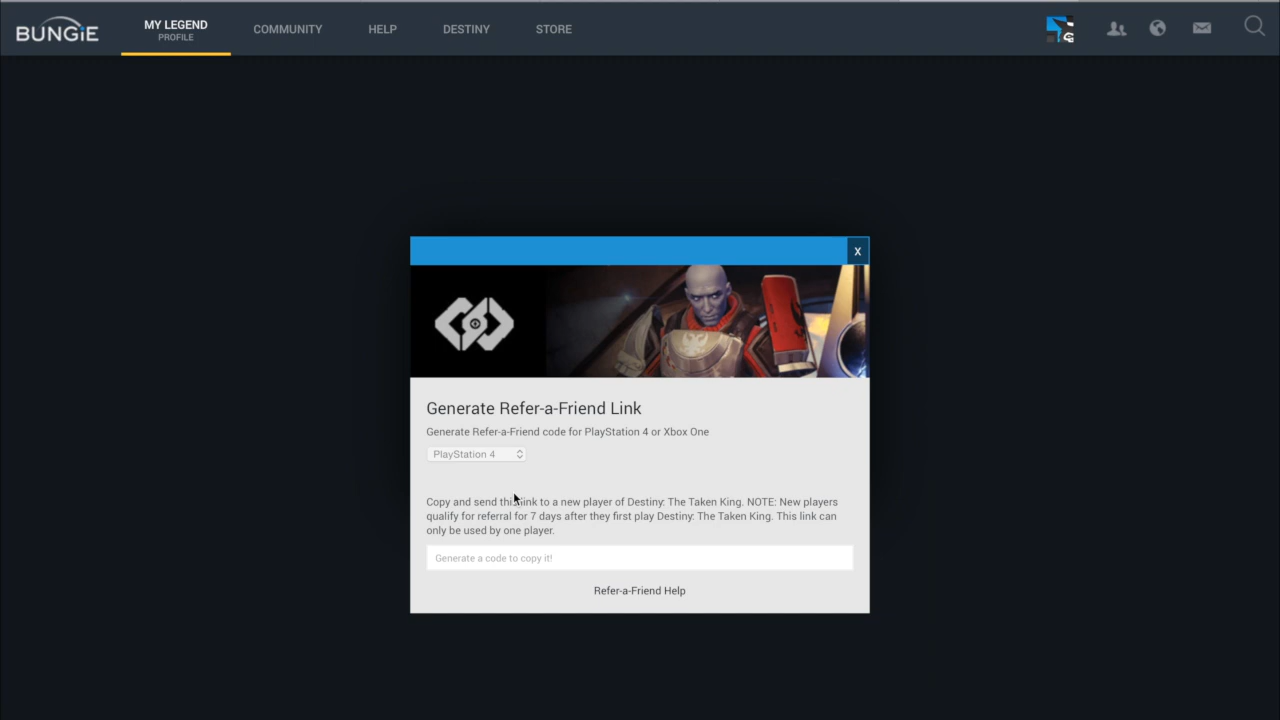 BUNGiE
MY LEGEND
PROFILE
COMMUNITY
HELP
DESTINY
STORE
X
Generate Refer-a-Friend Link
Generate Refer-a-Friend code for PlayStation 4 or Xbox One
PlayStation 4
Copy and send this link to a new player of Destiny: The Taken King. NOTE: New players
qualify for referral for 7 days after they first play Destiny: The Taken King. This link can
only be used by one player.
Generate a code to copy it!
Refer-a-Friend Help